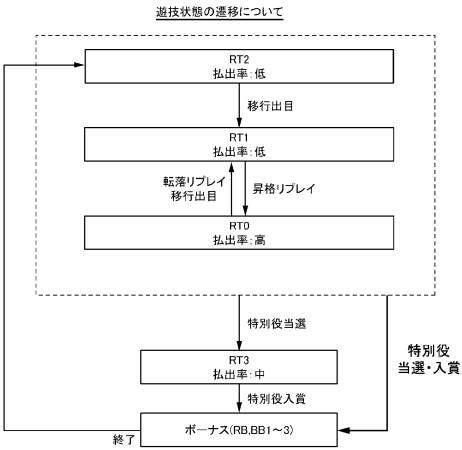 遊技状態の遷移について
RT2
払出率:低
移行出目
RT1
払出率:低
転落リプレイ
移行出目
昇格リプレイ
RT0
払出率:高
特別役当選
特別役
当選・入賞
RT3
払出率:中
特別役入賞
ボーナス(RB,BB1～3)
終了